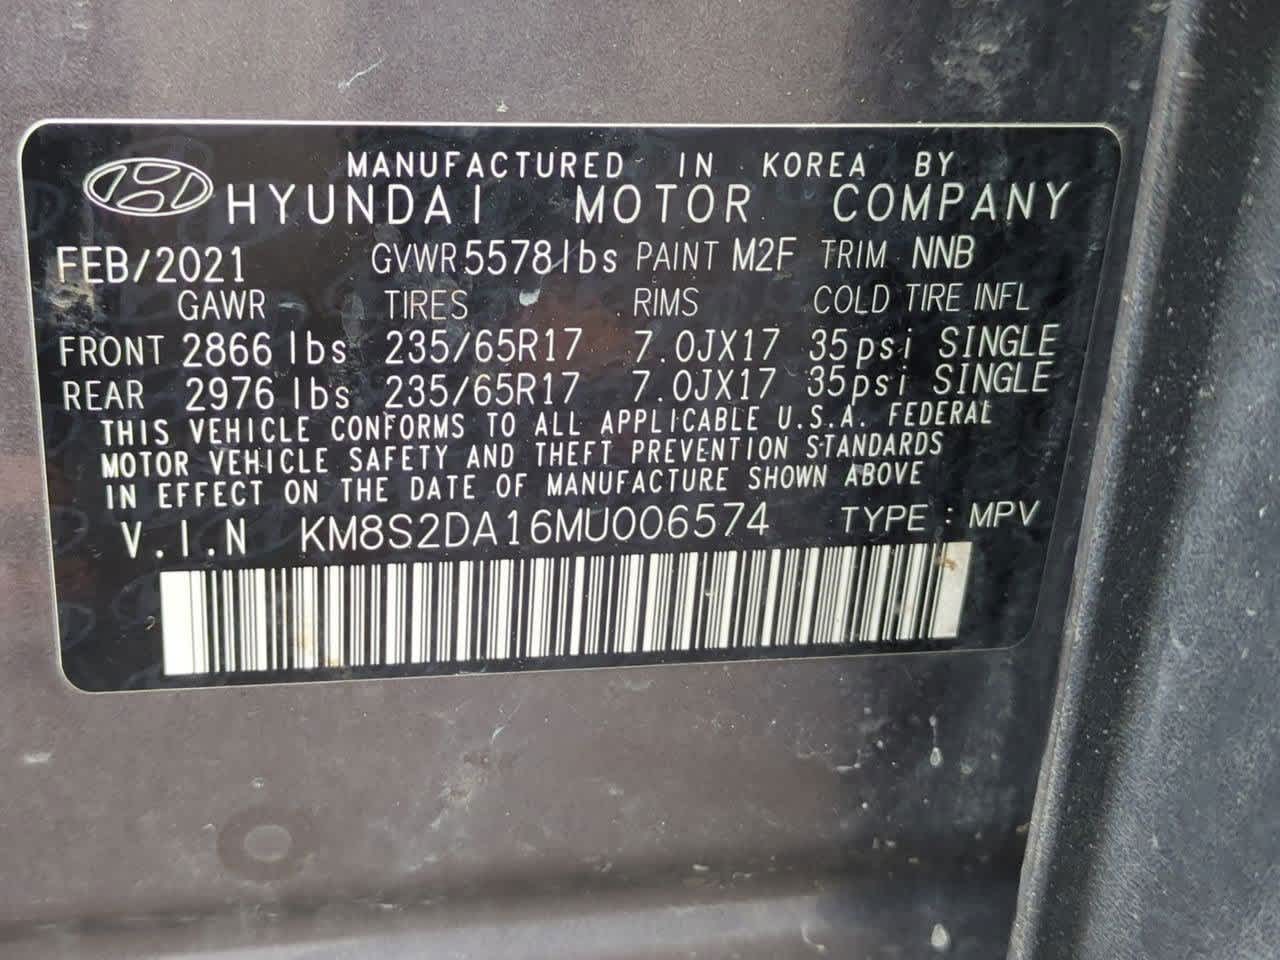 MANUFACTURED IN KOREA BY
HYUNDAI MOTOR COMPANY
FEB/2021 GVWR 5578lbs PAINT M2F TRIM NNB
GAWR TIRES RIMS COLD TIRE INFL
FRONT 2866 lbs 235/65R17 7.0JX17 35psi SINGLE
REAR 2976 lbs 235/65R17 7.0JX17 35psi SINGLE
THIS VEHICLE CONFORMS TO ALL APPLICABLE U.S.A. FEDERAL
MOTOR VEHICLE SAFETY AND THEFT PREVENTION STANDARDS
IN EFFECT ON THE DATE OF MANUFACTURE SHOWN ABOVE
V.I.N KM8S2DA16MU006574 TYPE : MPV